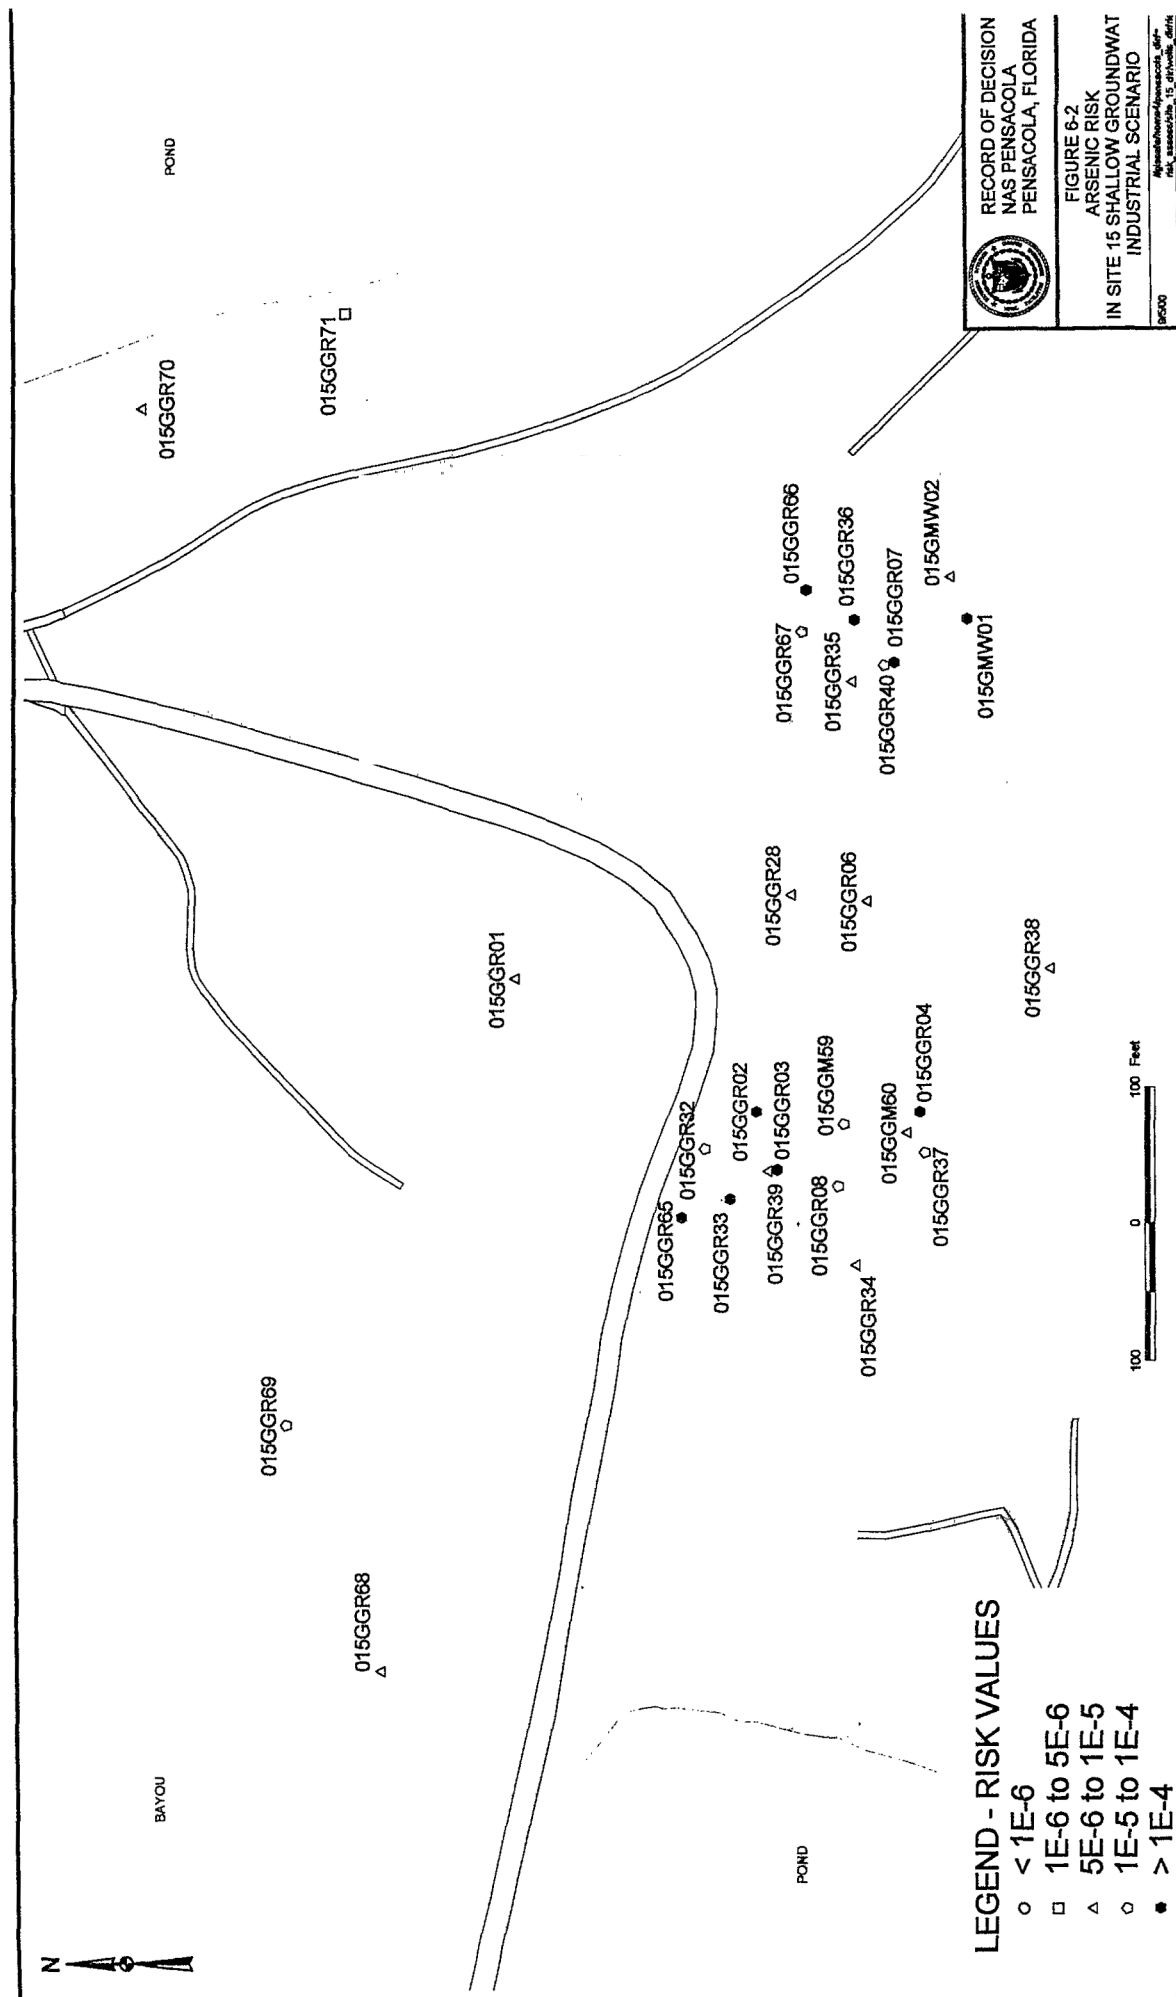 N
BAYOU
POND
015GGR70
015GGR71
015GGR69
015GGR68
015GGR01
015GGR65
015GGR32
015GGR33
015GGR02
015GGR39
015GGR03
015GGR08
015GGM59
015GGR34
015GGM60
015GGR04
015GGR37
015GGR28
015GGR06
015GGR38
015GGR67
015GGR66
015GGR35
015GGR36
015GGR40
015GGR07
015GMW02
015GMW01
POND
100 0 100 Feet
LEGEND - RISK VALUES
< 1E-6
1E-6 to 5E-6
5E-6 to 1E-5
1E-5 to 1E-4
> 1E-4
RECORD OF DECISION
NAS PENSACOLA
PENSACOLA, FLORIDA
FIGURE 6-2
ARSENIC RISK
IN SITE 15 SHALLOW GROUNDWAT
INDUSTRIAL SCENARIO